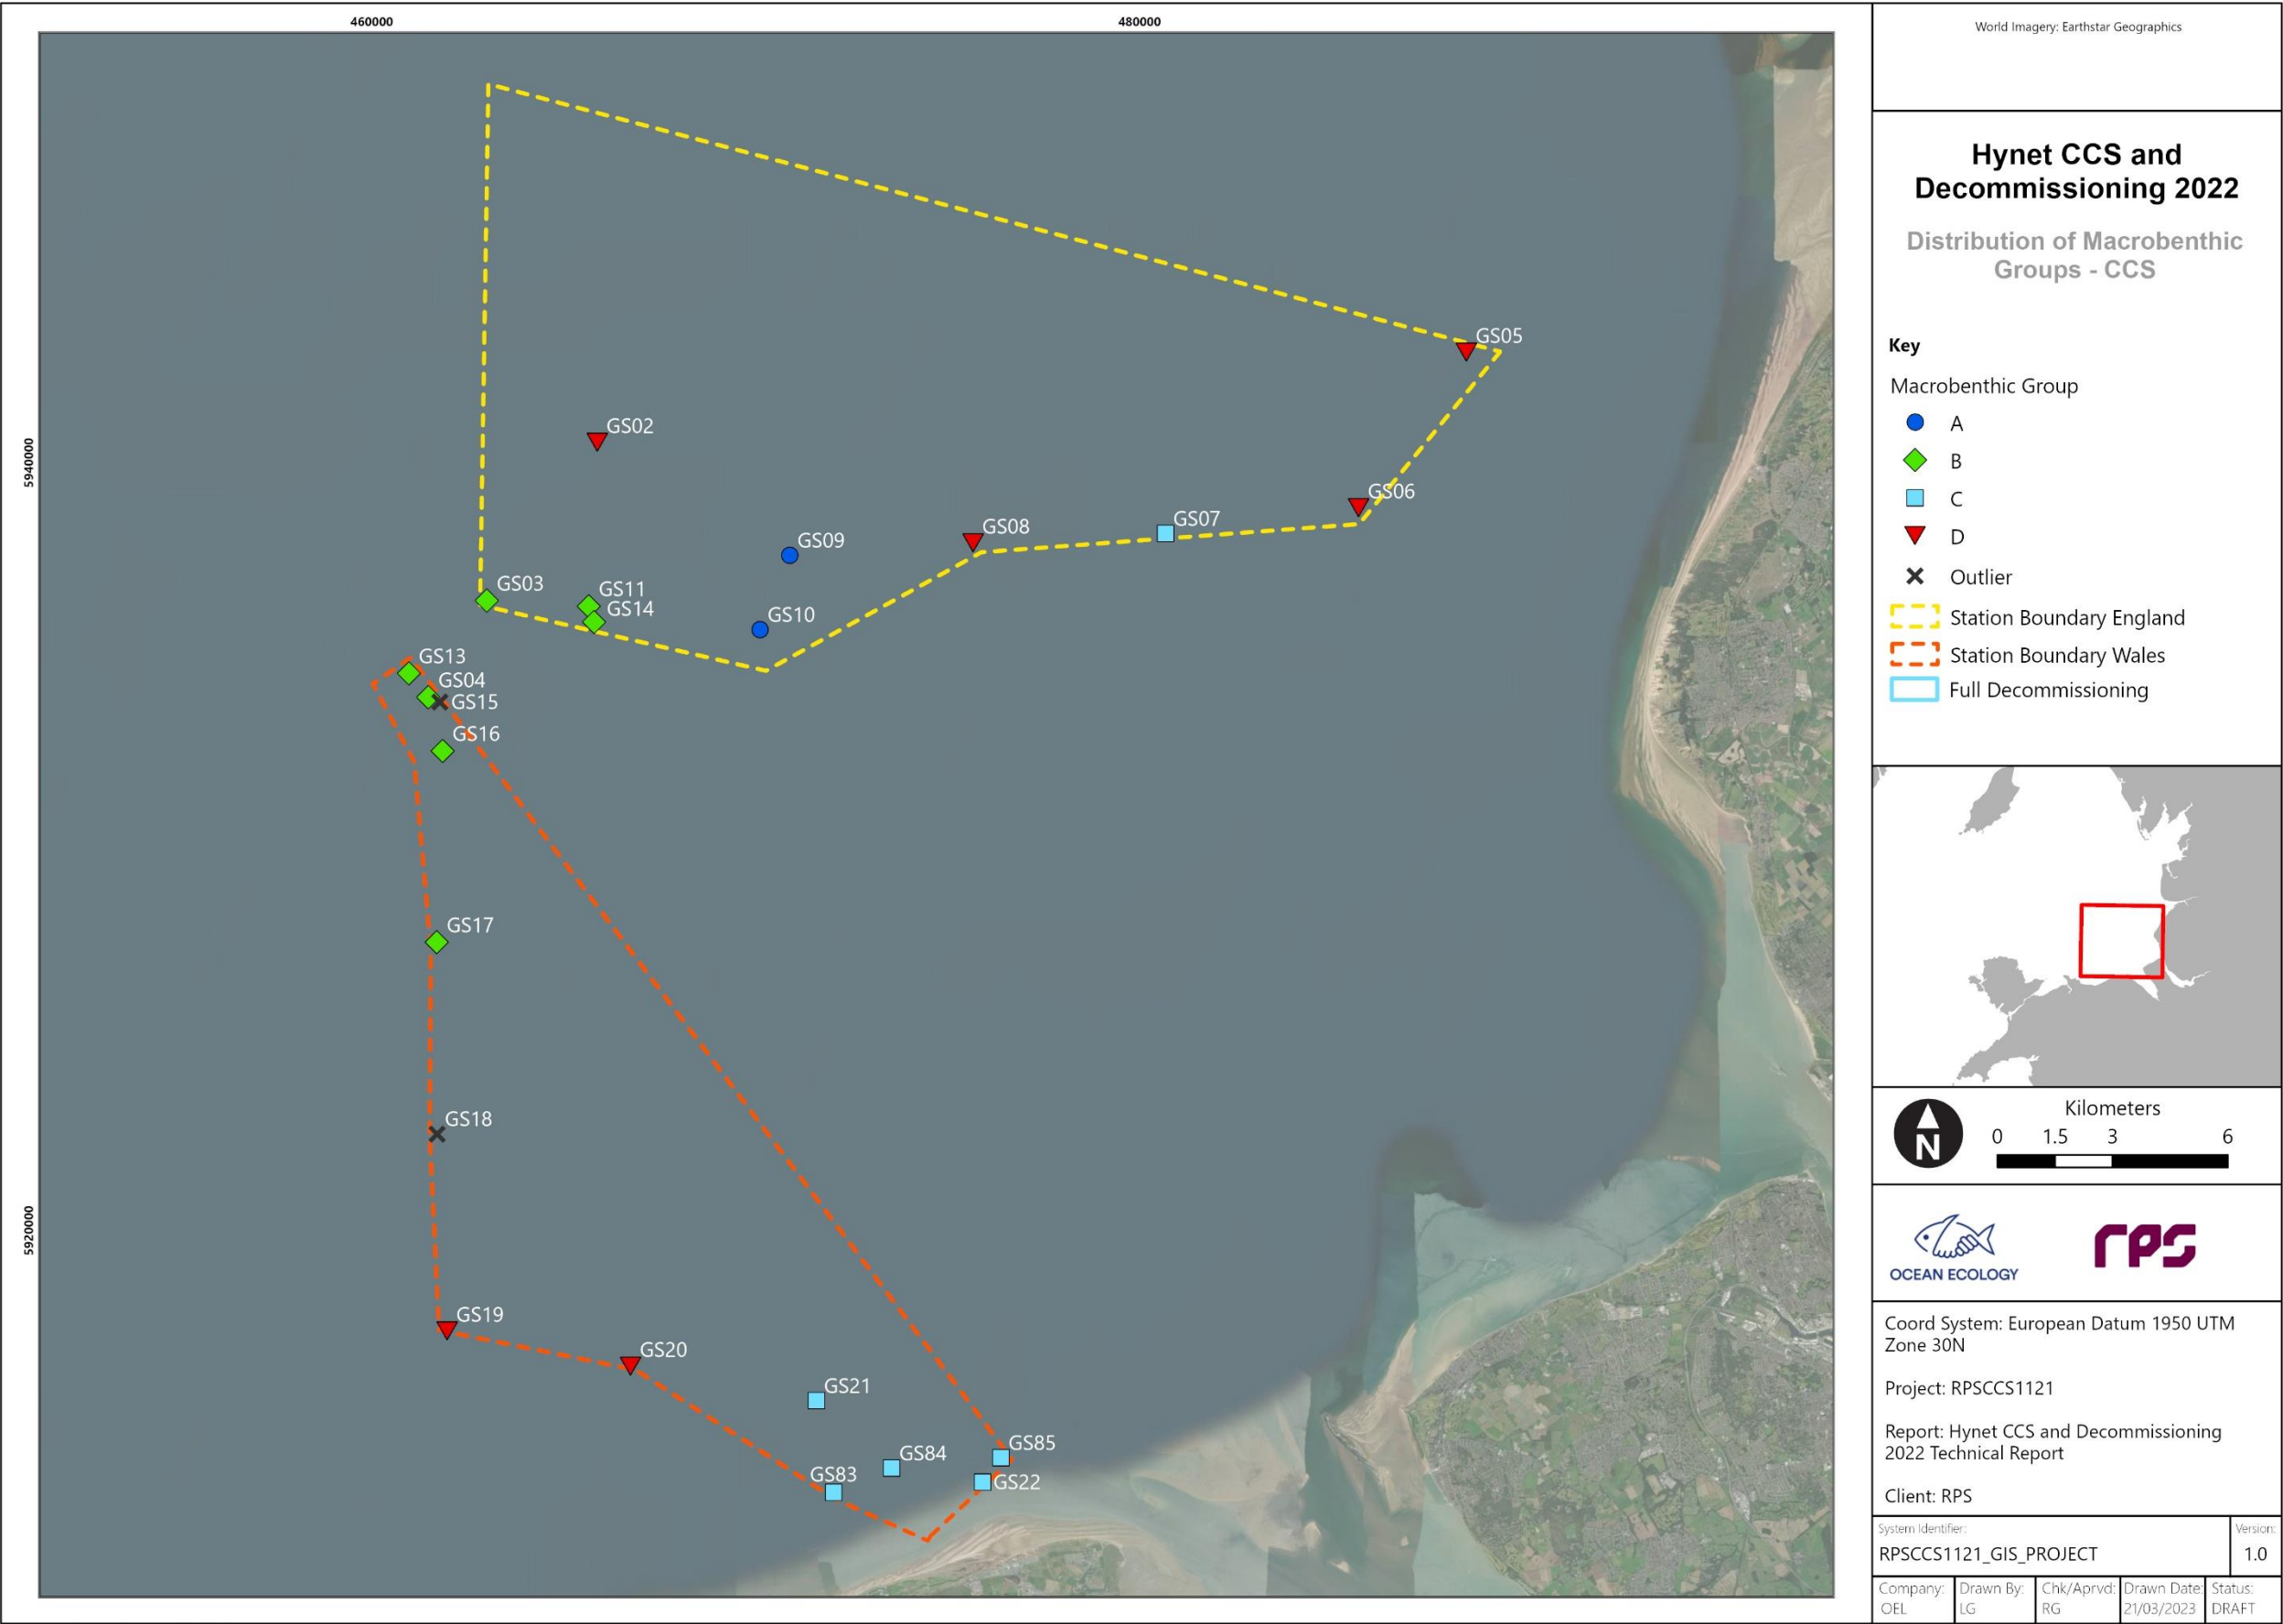 460000
480000
5940000
5920000
GS05
GS02
GS06
GS07
GS08
GS09
GS03
GS11
GS14
GS10
GS13
GS04
GS15
GS16
GS17
GS18
GS19
GS20
GS21
GS85
GS84
GS83
GS22
World Imagery: Earthstar Geographics
Hynet CCS and
Decommissioning 2022
Distribution of Macrobenthic
Groups - CCS
Key
Macrobenthic Group
A
B
C
D
Outlier
Station Boundary England
Station Boundary Wales
Full Decommissioning
Kilometers
0 1.5 3 6
N
OCEAN ECOLOGY
rps
Coord System: European Datum 1950 UTM
Zone 30N
Project: RPSCCS1121
Report: Hynet CCS and Decommissioning
2022 Technical Report
Client: RPS
System Identifier: Version:
RPSCCS1121_GIS_PROJECT 1.0
Company: Drawn By: Chk/Aprvd: Drawn Date: Status:
OEL LG RG 21/03/2023 DRAFT